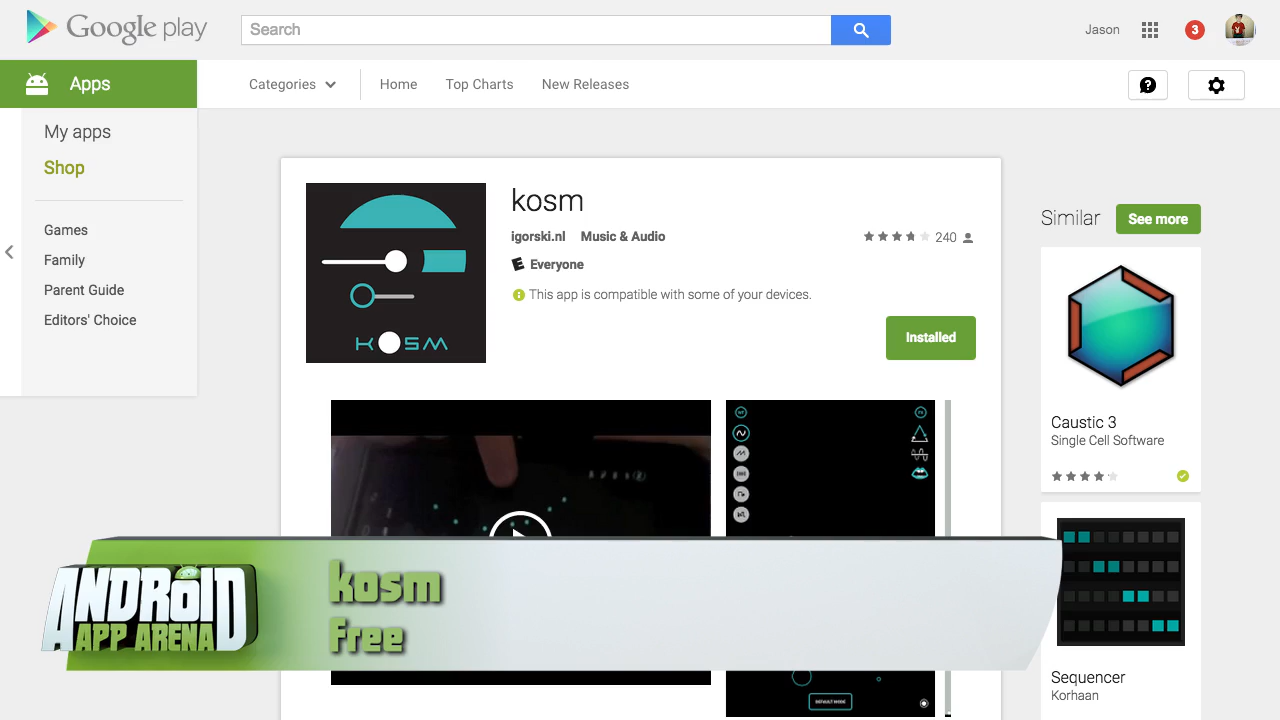 Google play
Search
Jason
3
Apps
Categories
Home
Top Charts
New Releases
My apps
Shop
Games
Family
Parent Guide
Editors' Choice
kosm
igorski.nl Music & Audio
240
E Everyone
This app is compatible with some of your devices.
Installed
KOSM
Similar
See more
Caustic 3
Single Cell Software
Sequencer
Korhaan
DEFAULT MODE
ANDROID
APP ARENA
kosm
Free